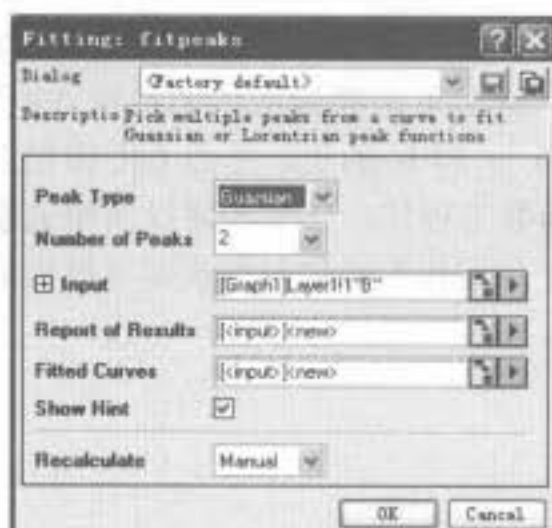 Fitting: fitpeaks
Dialog <Factory default>
Descriptio Pick multiple peaks from a curve to fit
Guassian or Lorentzian peak functions
Peak Type Guassian
Number of Peaks 2
Input [Graph1]Layer1!1"B"
Report of Results [<input>]<new>
Fitted Curves [<input>]<new>
Show Hint
Recalculate Manual
OK Cancel